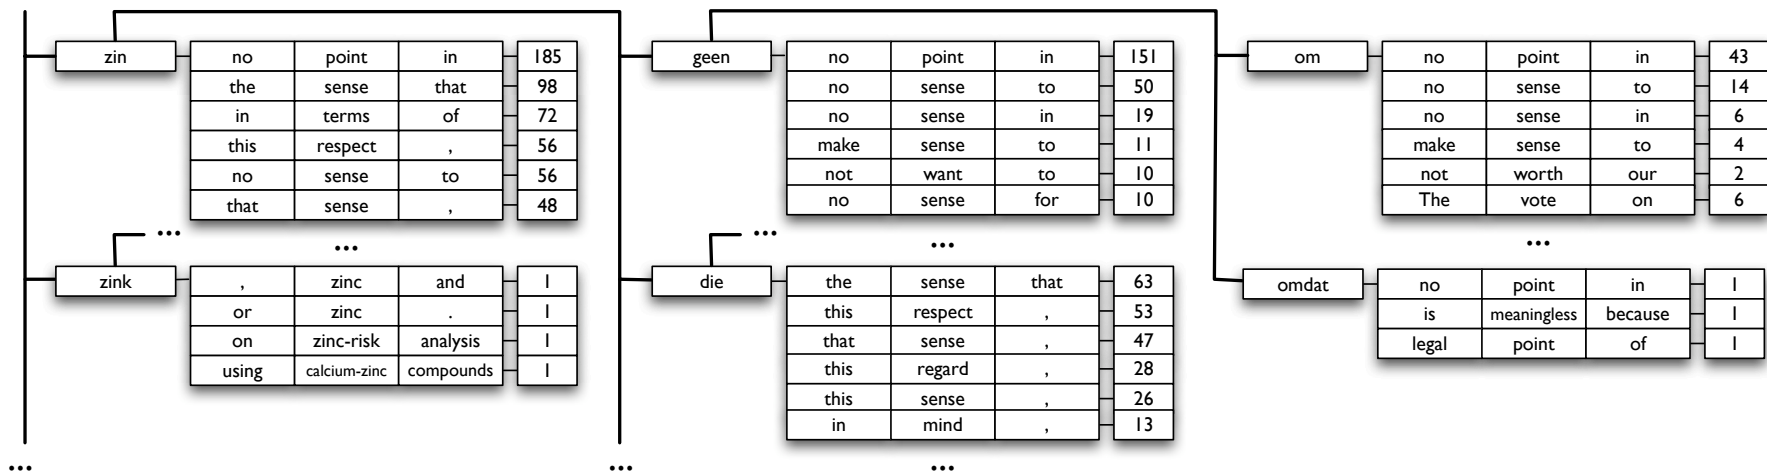 zin no point in 185
the sense that 98
in terms of 72
this respect , 56
no sense to 56
that sense , 48
...
...
zink , zinc and 1
or zinc . 1
on zinc-risk analysis 1
using calcium-zinc compounds 1
...
geen no point in 151
no sense to 50
no sense in 19
make sense to 11
not want to 10
no sense for 10
...
...
die the sense that 63
this respect , 53
that sense , 47
this regard , 28
this sense , 26
in mind , 13
...
...
om no point in 43
no sense to 14
no sense in 6
make sense to 4
not worth our 2
The vote on 6
...
omdat no point in 1
is meaningless because 1
legal point of 1